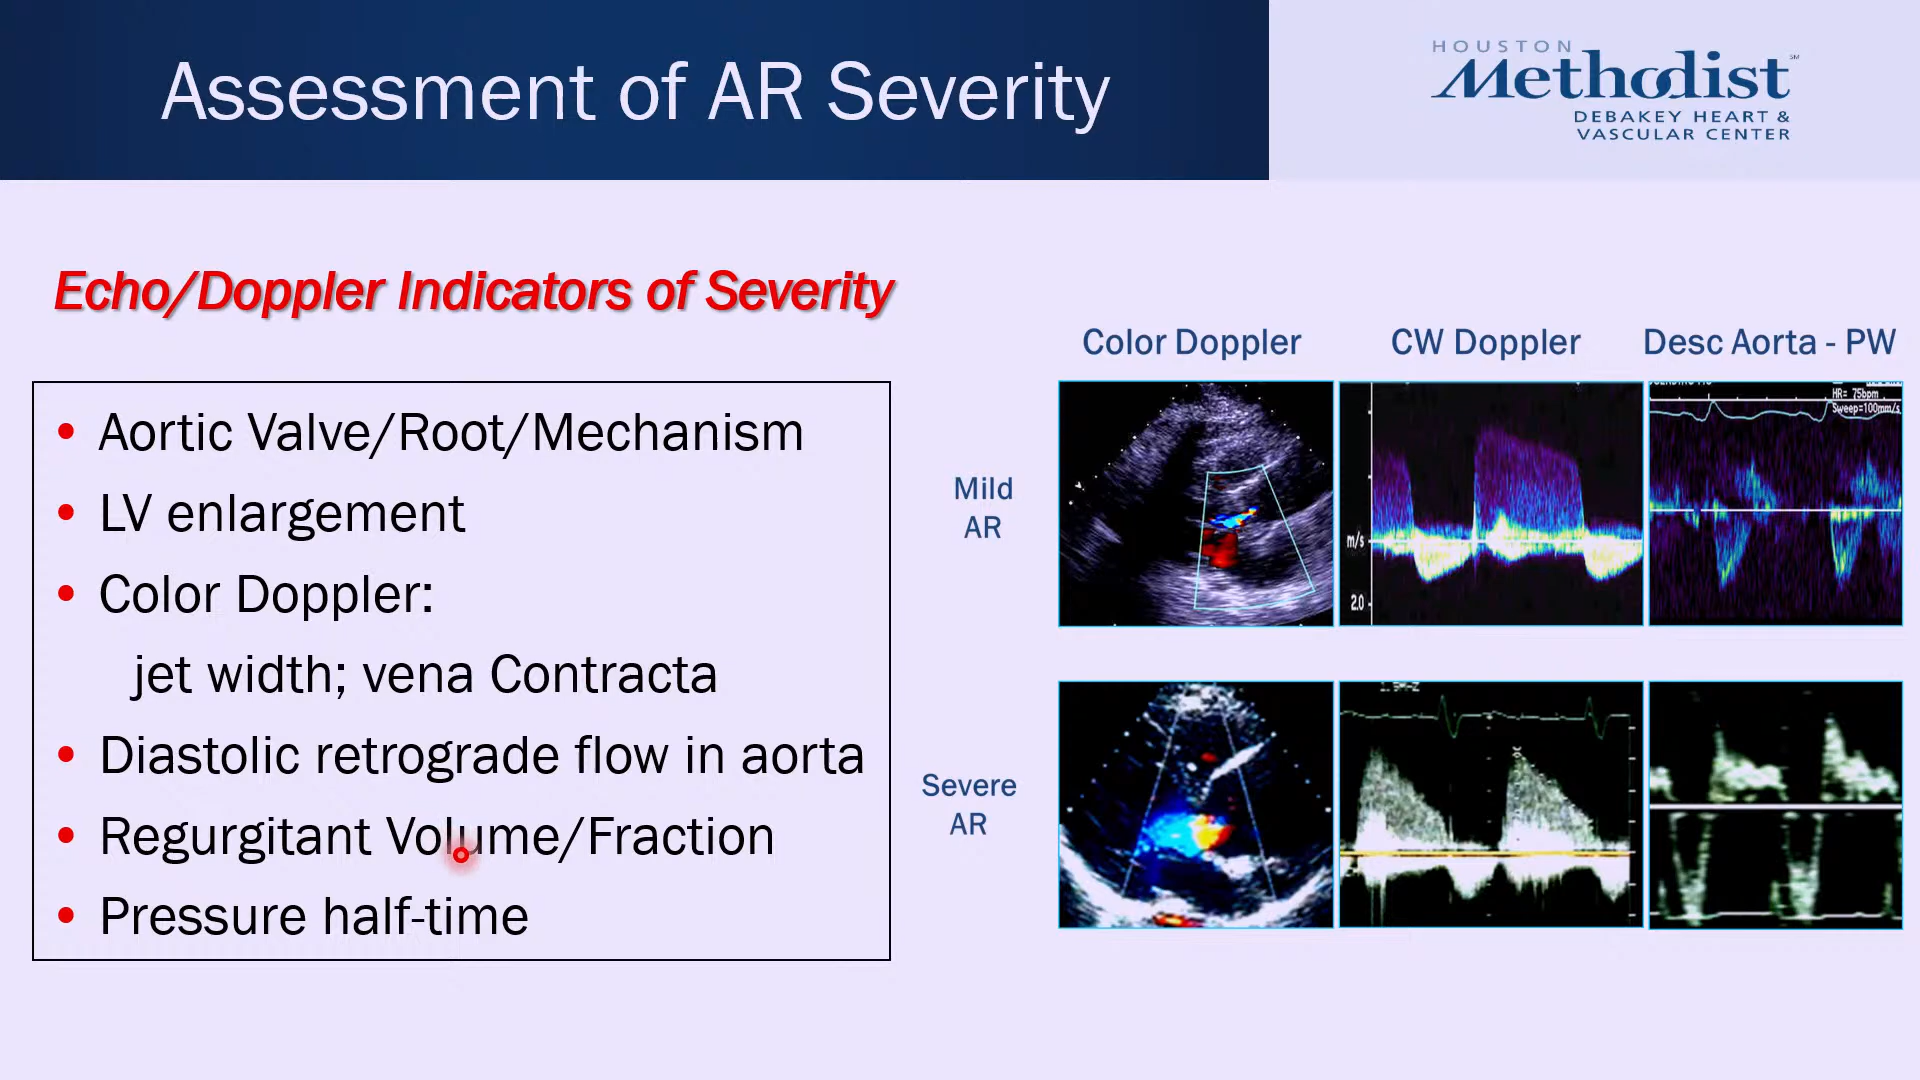 Assessment of AR Severity
HOUSTON
Methodist
SM
DEBAKEY HEART &
VASCULAR CENTER
Echo/Doppler Indicators of Severity
• Aortic Valve/Root/Mechanism
• LV enlargement
• Color Doppler:
jet width; vena Contracta
• Diastolic retrograde flow in aorta
• Regurgitant Volume/Fraction
• Pressure half-time
Color Doppler
CW Doppler
Desc Aorta - PW
HR= 75bpm
Sweep=100mm/s
Mild
AR
m/s
2.0
Severe
AR